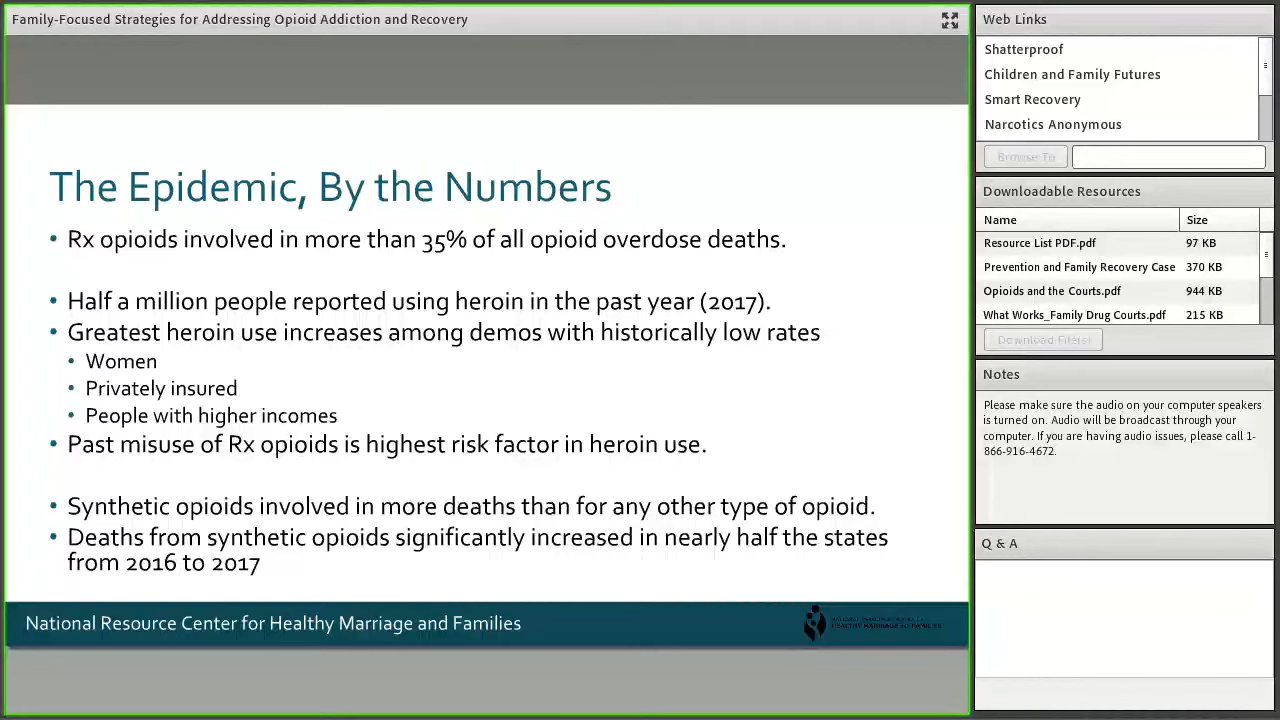 Family-Focused Strategies for Addressing Opioid Addiction and Recovery
The Epidemic, By the Numbers
• Rx opioids involved in more than 35% of all opioid overdose deaths.
• Half a million people reported using heroin in the past year (2017).
• Greatest heroin use increases among demos with historically low rates
• Women
• Privately insured
• People with higher incomes
• Past misuse of Rx opioids is highest risk factor in heroin use.
• Synthetic opioids involved in more deaths than for any other type of opioid.
• Deaths from synthetic opioids significantly increased in nearly half the states
from 2016 to 2017
National Resource Center for Healthy Marriage and Families
HEALTHY MARRIAGE AND FAMILIES
Web Links
Shatterproof
Children and Family Futures
Smart Recovery
Narcotics Anonymous
Browse To
Downloadable Resources
Name Size
Resource List PDF.pdf 97 KB
Prevention and Family Recovery Case 370 KB
Opioids and the Courts.pdf 944 KB
What Works_Family Drug Courts.pdf 215 KB
Download File(s)
Notes
Please make sure the audio on your computer speakers
is turned on. Audio will be broadcast through your
computer. If you are having audio issues, please call 1-
866-916-4672.
Q & A